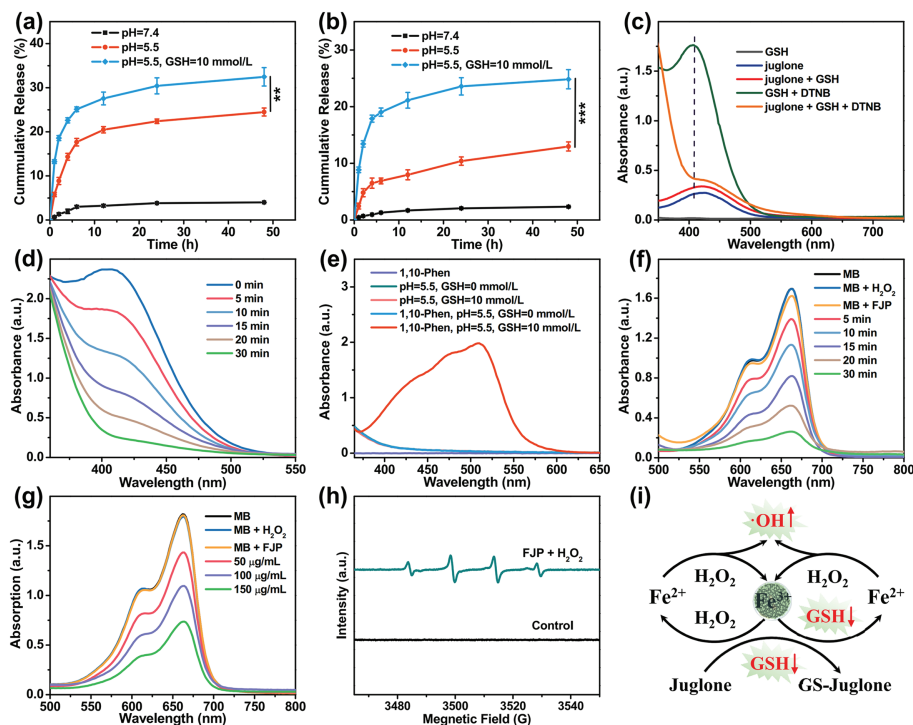 (a)
Cummulative Release (%)
40
30
20
10
0
pH=7.4
pH=5.5
pH=5.5, GSH=10 mmol/L
**
0 10 20 30 40 50
Time (h)
(b)
Cummulative Release (%)
30
20
10
0
pH=7.4
pH=5.5
pH=5.5, GSH=10 mmol/L
***
0 10 20 30 40 50
Time (h)
(c)
Absorbance (a.u.)
2.0
1.5
1.0
0.5
0.0
GSH
juglone
juglone + GSH
GSH + DTNB
juglone + GSH + DTNB
400 500 600 700
Wavelength (nm)
(d)
Absorbance (a.u.)
2.5
2.0
1.5
1.0
0.5
0.0
0 min
5 min
10 min
15 min
20 min
30 min
400 450 500 550
Wavelength (nm)
(e)
Absorbance (a.u.)
3
2
1
0
1,10-Phen
pH=5.5, GSH=0 mmol/L
pH=5.5, GSH=10 mmol/L
1,10-Phen, pH=5.5, GSH=0 mmol/L
1,10-Phen, pH=5.5, GSH=10 mmol/L
400 450 500 550 600 650
Wavelength (nm)
(f)
Absorbance (a.u.)
2.0
1.6
1.2
0.8
0.4
0.0
MB
MB + H₂O₂
MB + FJP
5 min
10 min
15 min
20 min
30 min
500 550 600 650 700 750 800
Wavelength (nm)
(g)
Absorption (a.u.)
2.0
1.5
1.0
0.5
0.0
MB
MB + H₂O₂
MB + FJP
50 μg/mL
100 μg/mL
150 μg/mL
500 550 600 650 700 750 800
Wavelength (nm)
(h)
Intensity (a.u.)
FJP + H₂O₂
Control
3480 3510 3540
Megnetic Field (G)
(i)
·OH
H₂O₂ H₂O₂
Fe²⁺ Fe³⁺ Fe²⁺
H₂O₂ GSH
GSH
Juglone GS-Juglone